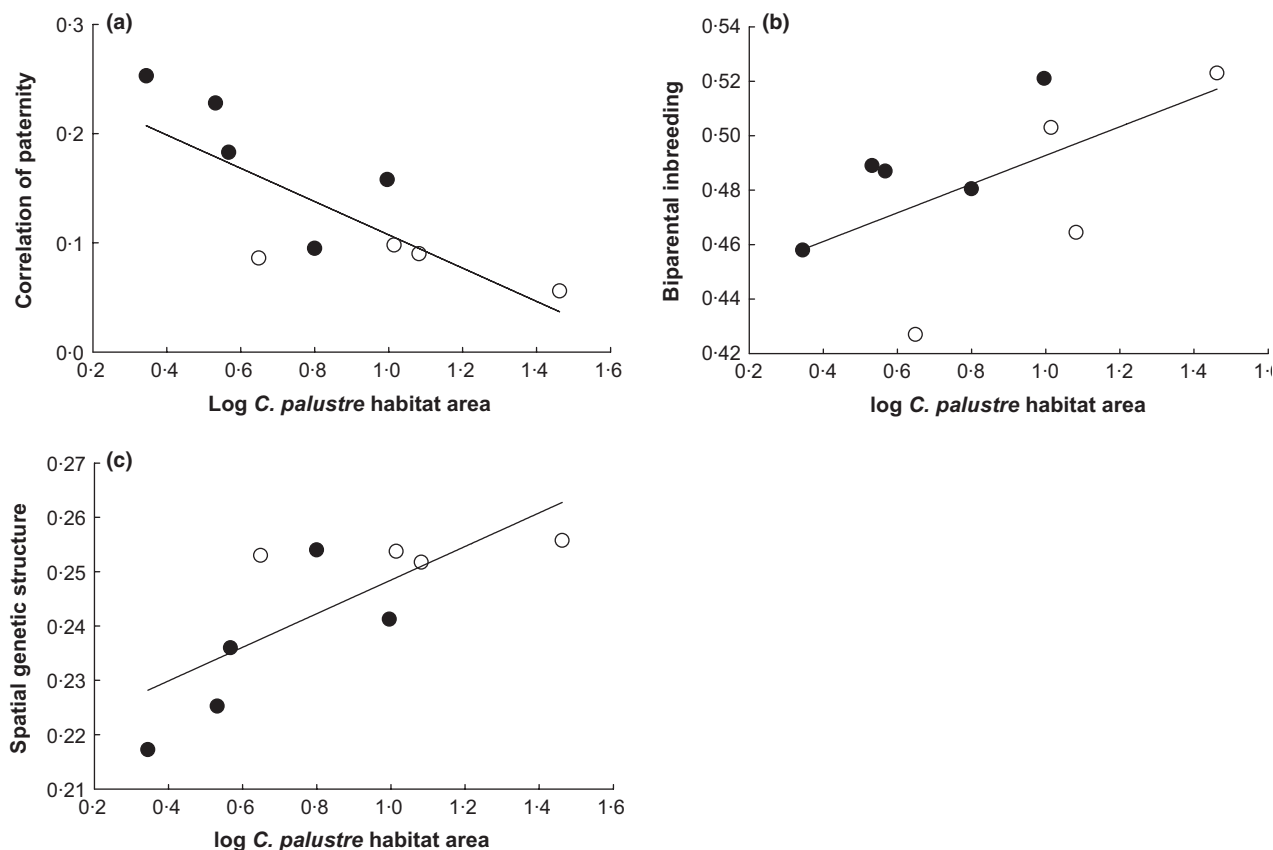 (a)
Correlation of paternity
0·3
0·2
0·1
0·0
0·2 0·4 0·6 0·8 1·0 1·2 1·4 1·6
Log C. palustre habitat area
(b)
Biparental inbreeding
0·54
0·52
0·50
0·48
0·46
0·44
0·42
0·2 0·4 0·6 0·8 1·0 1·2 1·4
log C. palustre habitat area
(c)
Spatial genetic structure
0·27
0·26
0·25
0·24
0·23
0·22
0·21
0·2 0·4 0·6 0·8 1·0 1·2 1·4 1·6
log C. palustre habitat area